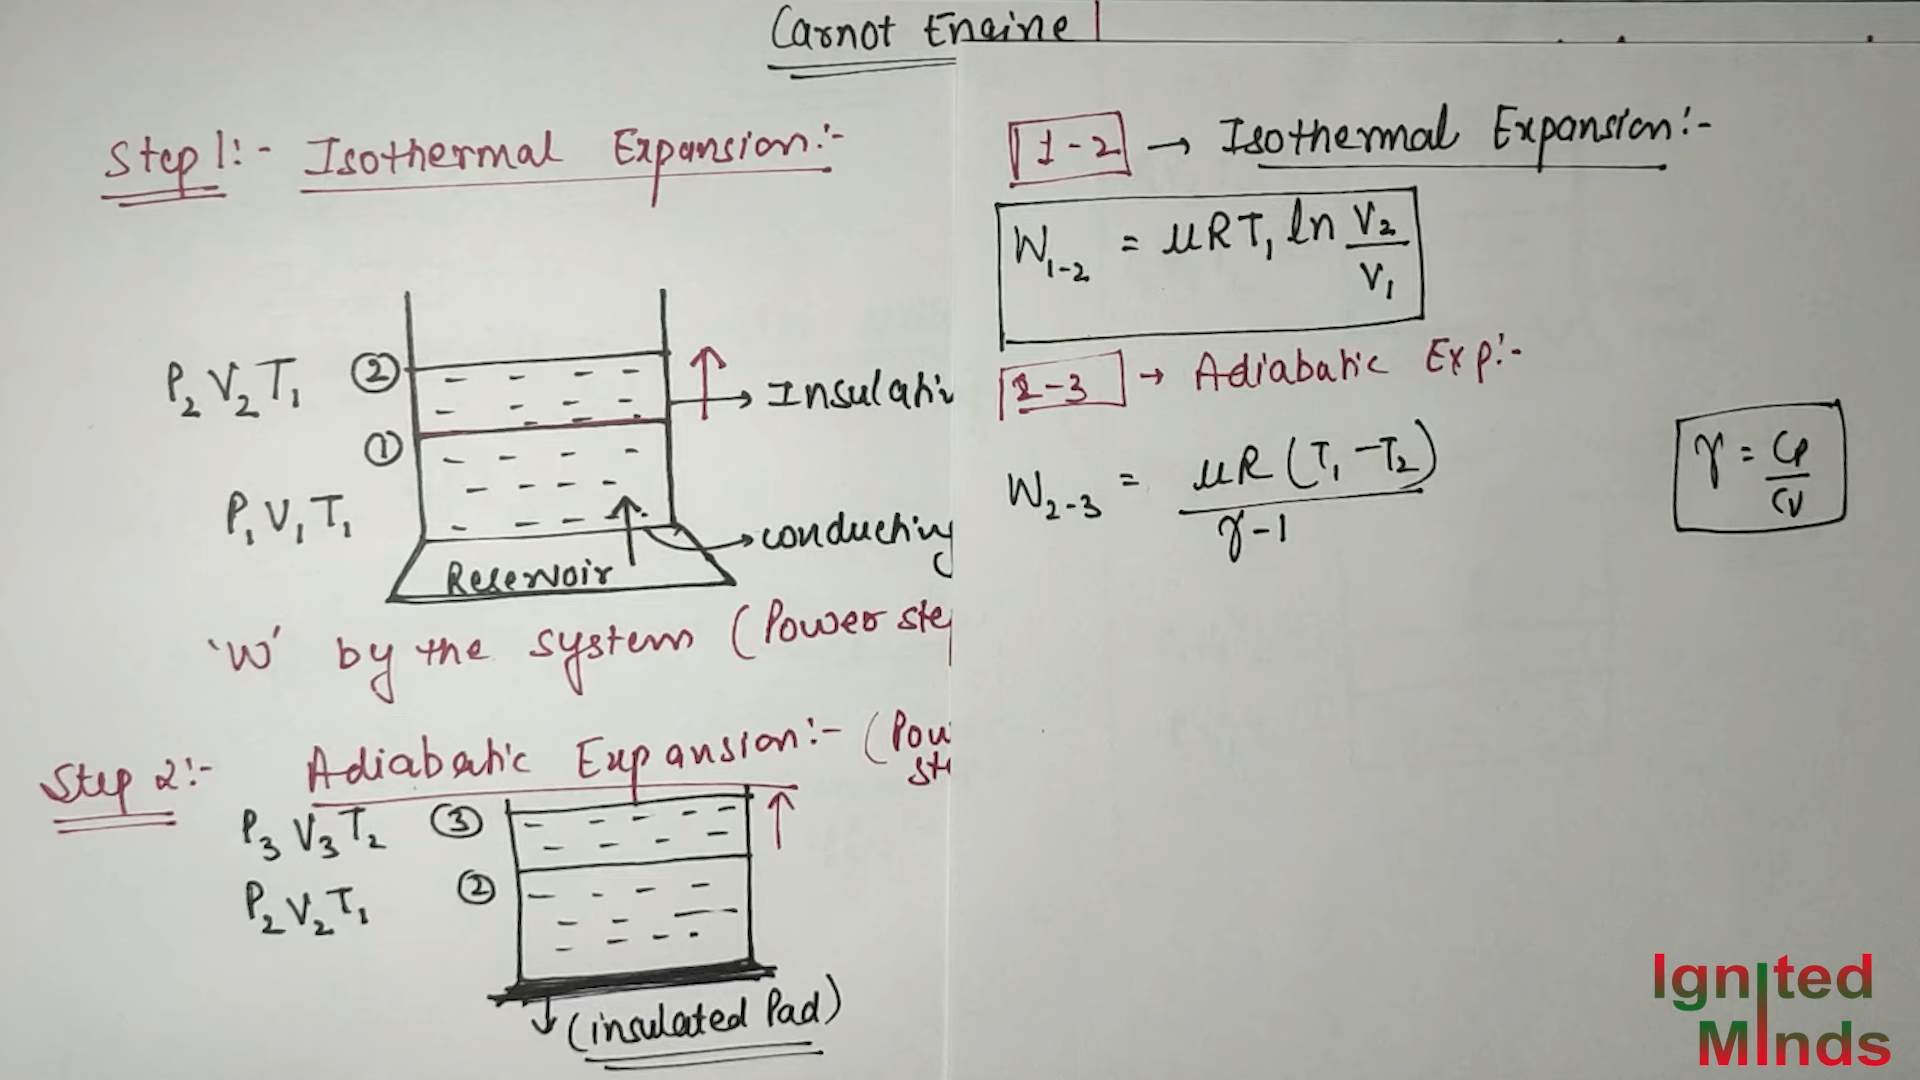 Carnot Engine
Step 1:- Isothermal Expansion:-
P₂ V₂ T₁ ②
Insulati
①
P₁ V₁ T₁
conducting
Reservoir
'W' by the system (Power ste
Step 2:- Adiabatic Expansion:- (Pow
ste
P₃ V₃ T₂ ③
P₂ V₂ T₁ ②
(insulated Pad)
1-2 → Isothermal Expansion:-
W₁₋₂ = μRT₁ ln V₂/V₁
2-3 → Adiabatic Exp:-
W₂₋₃ = μR(T₁-T₂)/γ-1
γ = Cp/Cv
Ignited
Minds